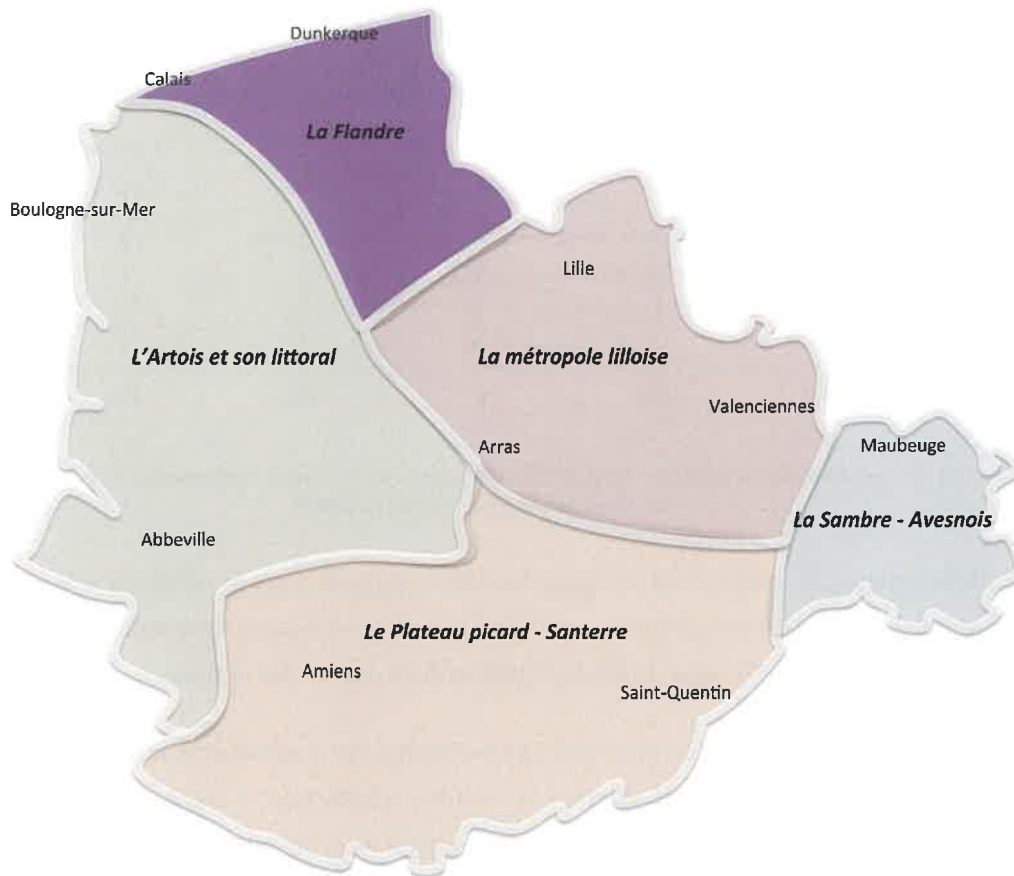 Dunkerque
Calais
La Flandre
Boulogne-sur-Mer
Lille
L'Artois et son littoral
La métropole lilloise
Valenciennes
Arras
Maubeuge
La Sambre - Avesnois
Abbeville
Le Plateau picard - Santerre
Amiens
Saint-Quentin